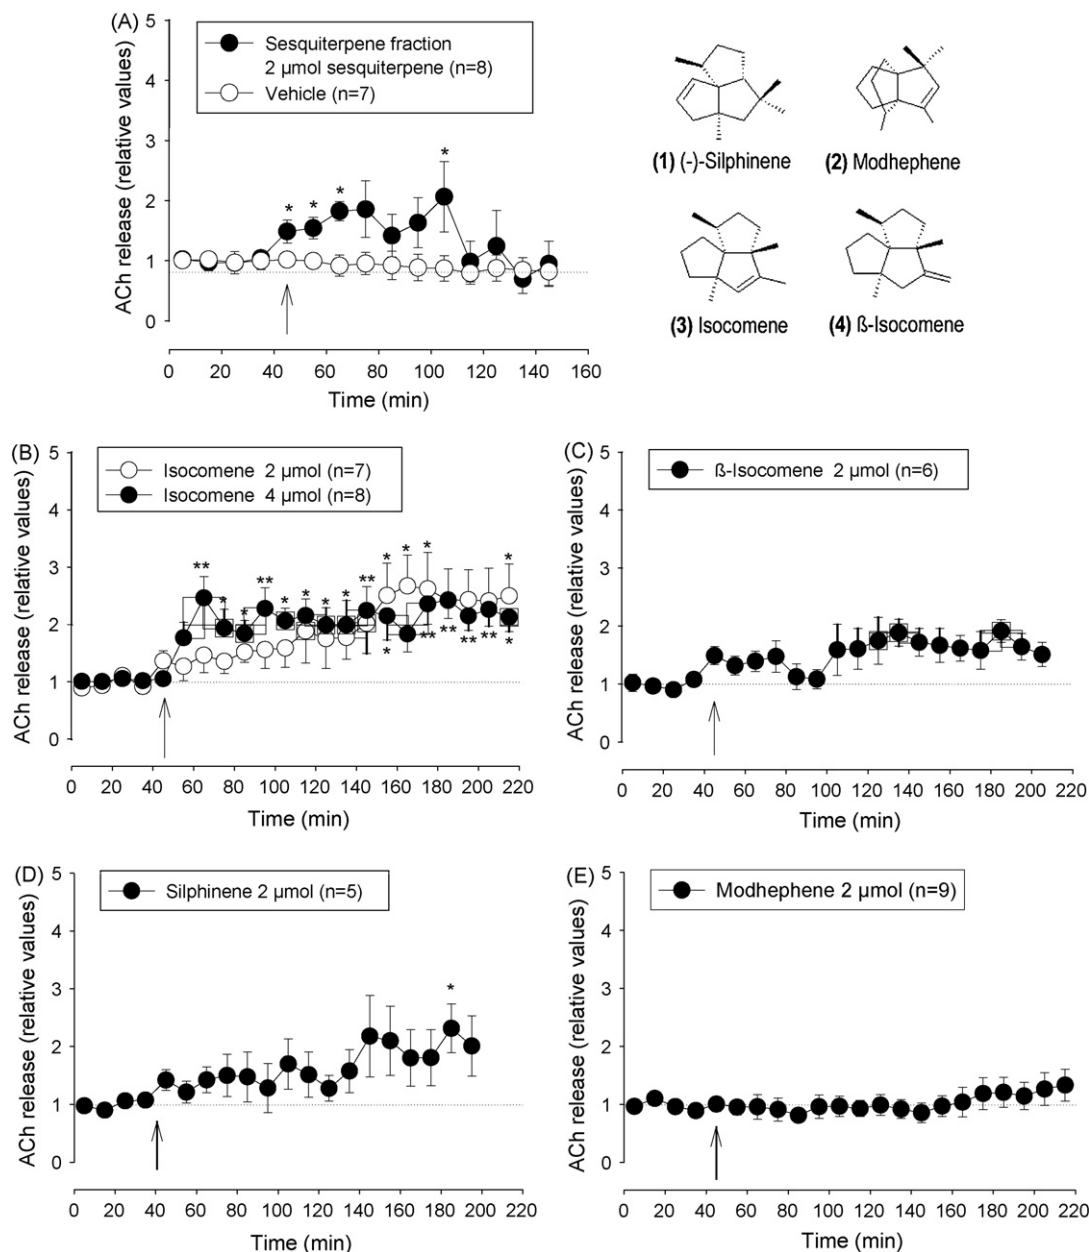 (A)
ACh release (relative values)
5
4
3
2
1
0
Sesquiterpene fraction
2 µmol sesquiterpene (n=8)
Vehicle (n=7)
* * * *
0 20 40 60 80 100 120 140 160
Time (min)
(1) (-)-Silphinene
(2) Modhephene
(3) Isocomene
(4) ß-Isocomene
(B)
ACh release (relative values)
5
4
3
2
1
0
Isocomene 2 µmol (n=7)
Isocomene 4 µmol (n=8)
** * * ** * * * * ** * * * *
* ** ** ** ** *
0 20 40 60 80 100 120 140 160 180 200 220
Time (min)
(C)
ACh release (relative values)
5
4
3
2
1
0
ß-Isocomene 2 µmol (n=6)
0 20 40 60 80 100 120 140 160 180 200 220
Time (min)
(D)
ACh release (relative values)
5
4
3
2
1
0
Silphinene 2 µmol (n=5)
*
0 20 40 60 80 100 120 140 160 180 200 220
Time (min)
(E)
ACh release (relative values)
5
4
3
2
1
0
Modhephene 2 µmol (n=9)
0 20 40 60 80 100 120 140 160 180 200 220
Time (min)